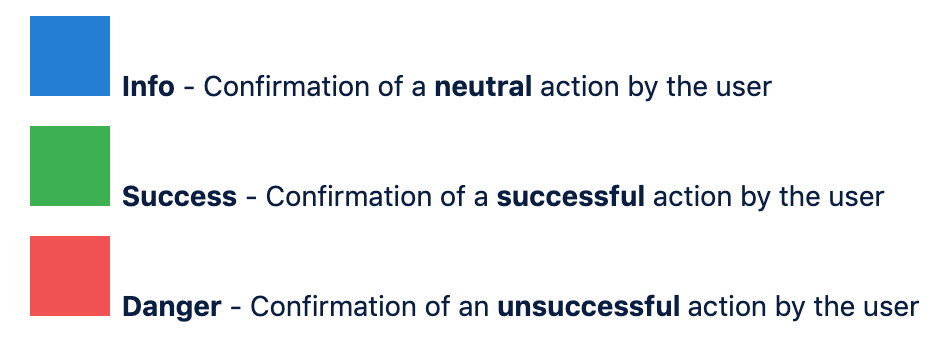 Info - Confirmation of a neutral action by the user
Success - Confirmation of a successful action by the user
Danger - Confirmation of an unsuccessful action by the user